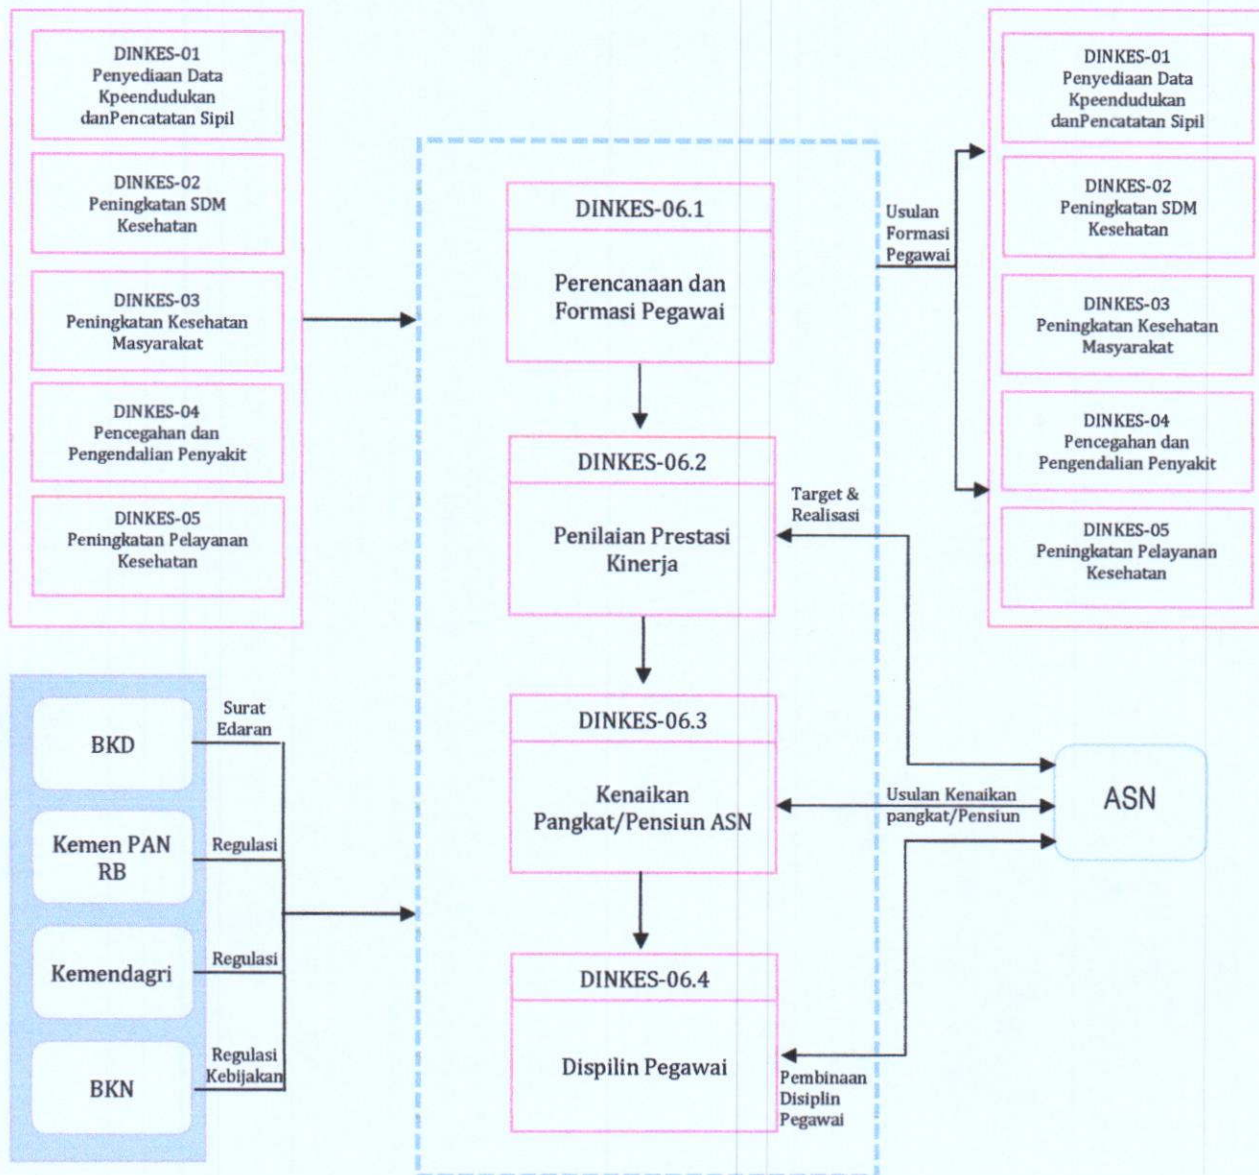 DINKES-01
Penyediaan Data
Kpeendudukan
danPencatatan Sipil
DINKES-02
Peningkatan SDM
Kesehatan
DINKES-03
Peningkatan Kesehatan
Masyarakat
DINKES-04
Pencegahan dan
Pengendalian Penyakit
DINKES-05
Peningkatan Pelayanan
Kesehatan
BKD
Surat
Edaran
Kemen PAN
RB
Regulasi
Kemendagri
Regulasi
BKN
Regulasi
Kebijakan
DINKES-06.1
Perencanaan dan
Formasi Pegawai
DINKES-06.2
Penilaian Prestasi
Kinerja
DINKES-06.3
Kenaikan
Pangkat/Pensiun ASN
DINKES-06.4
Dispilin Pegawai
Usulan
Formasi
Pegawai
Target &
Realisasi
Usulan Kenaikan
pangkat/Pensiun
Pembinaan
Disiplin
Pegawai
DINKES-01
Penyediaan Data
Kpeendudukan
danPencatatan Sipil
DINKES-02
Peningkatan SDM
Kesehatan
DINKES-03
Peningkatan Kesehatan
Masyarakat
DINKES-04
Pencegahan dan
Pengendalian Penyakit
DINKES-05
Peningkatan Pelayanan
Kesehatan
ASN